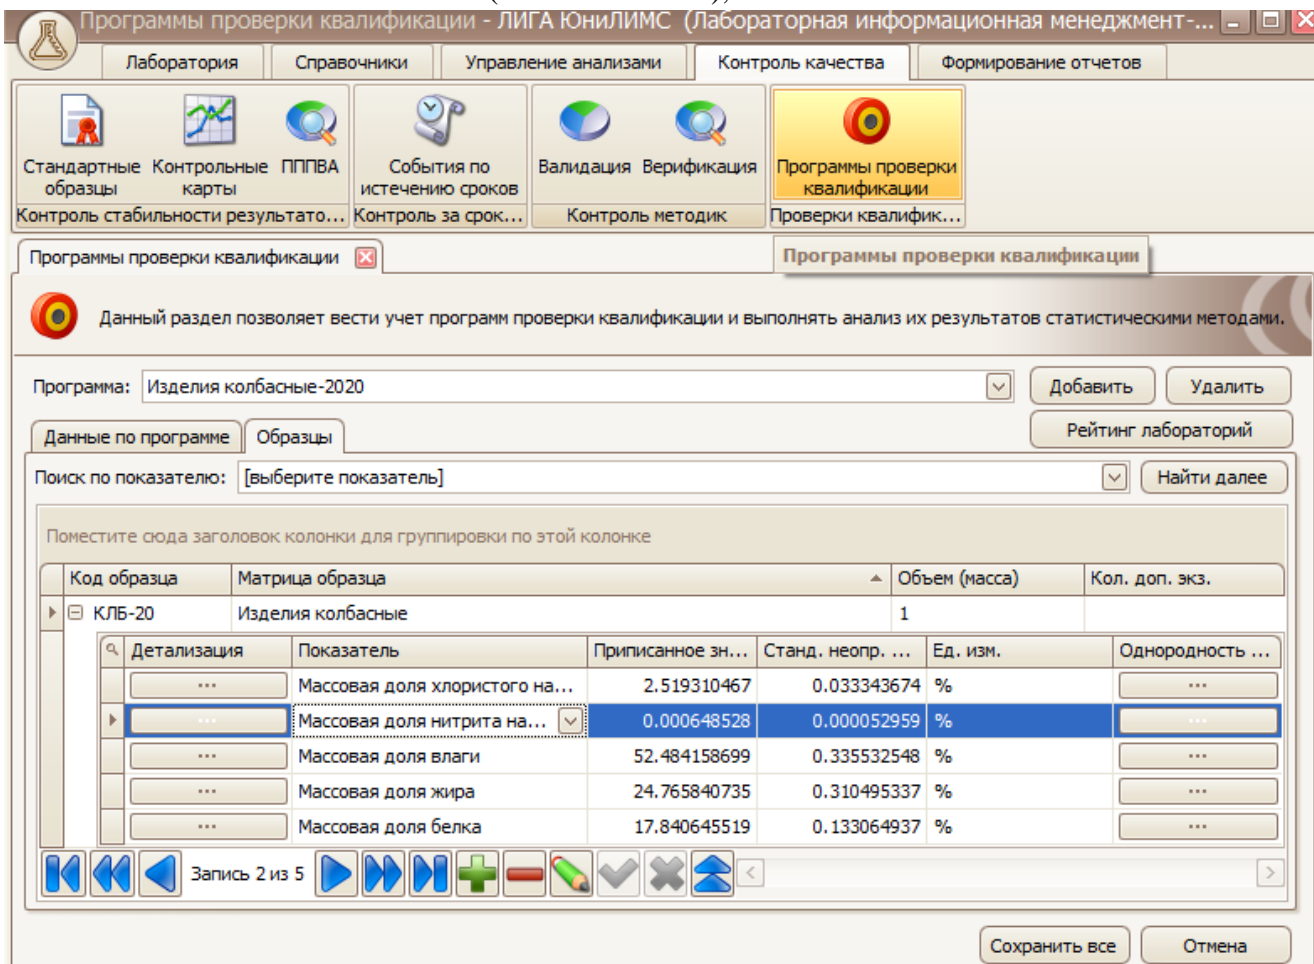 Программы проверки квалификации - ЛИГА ЮниЛИМС (Лабораторная информационная менеджмент-...
Лаборатория Справочники Управление анализами Контроль качества Формирование отчетов
Стандартные образцы Контрольные карты ПППВА События по истечению сроков Валидация Верификация Программы проверки квалификации
Контроль стабильности результато... Контроль за срок... Контроль методик Проверки квалифик...
Программы проверки квалификации
Программы проверки квалификации
Данный раздел позволяет вести учет программ проверки квалификации и выполнять анализ их результатов статистическими методами.
Программа: Изделия колбасные-2020 Добавить Удалить
Данные по программе Образцы Рейтинг лабораторий
Поиск по показателю: [выберите показатель] Найти далее
Поместите сюда заголовок колонки для группировки по этой колонке
Код образца Матрица образца Объем (масса) Кол. доп. экз.
КЛБ-20 Изделия колбасные 1
Детализация Показатель Приписанное зн... Станд. неопр. ... Ед. изм. Однородность ...
... Массовая доля хлористого на... 2.519310467 0.033343674 % ...
... Массовая доля нитрита на... 0.000648528 0.000052959 % ...
... Массовая доля влаги 52.484158699 0.335532548 % ...
... Массовая доля жира 24.765840735 0.310495337 % ...
... Массовая доля белка 17.840645519 0.133064937 % ...
Запись 2 из 5
Сохранить все Отмена